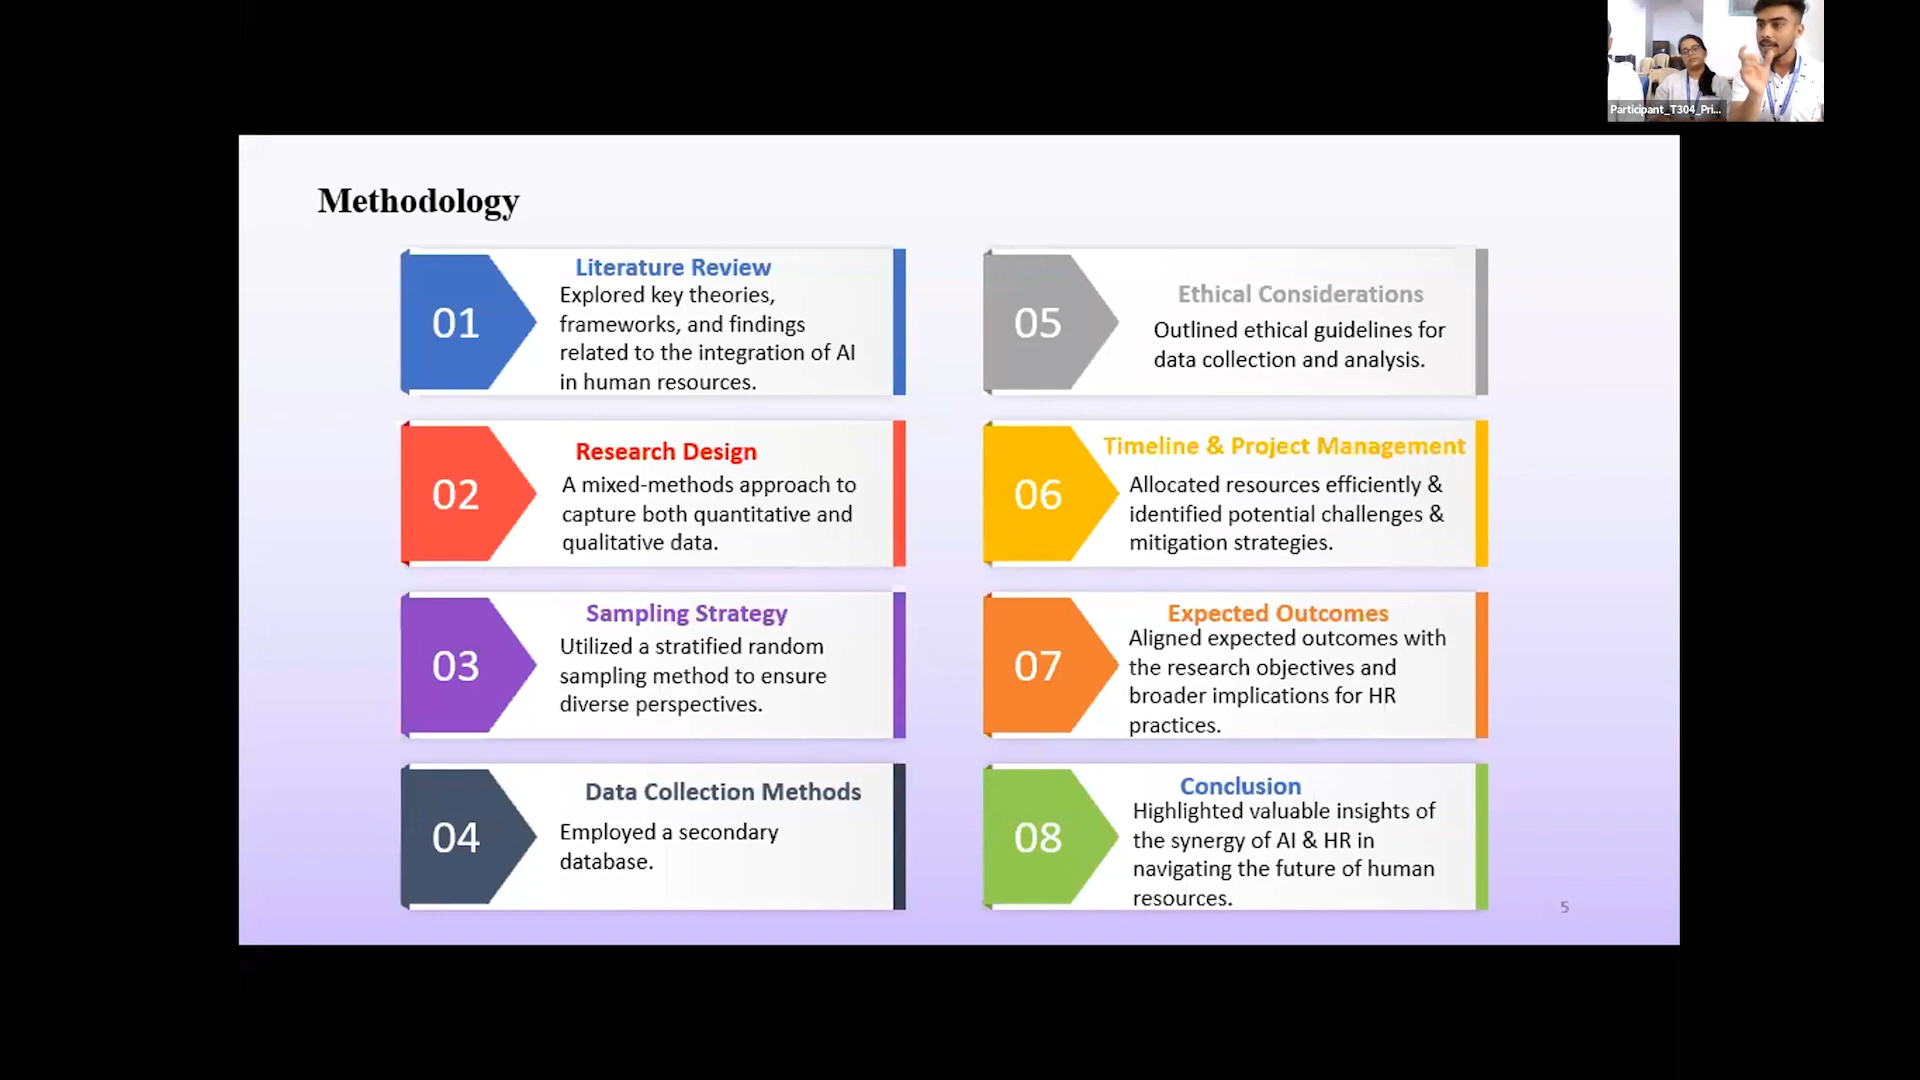 Participant_T304_Pri...
Methodology
01
Literature Review
Explored key theories,
frameworks, and findings
related to the integration of AI
in human resources.
02
Research Design
A mixed-methods approach to
capture both quantitative and
qualitative data.
03
Sampling Strategy
Utilized a stratified random
sampling method to ensure
diverse perspectives.
04
Data Collection Methods
Employed a secondary
database.
05
Ethical Considerations
Outlined ethical guidelines for
data collection and analysis.
06
Timeline & Project Management
Allocated resources efficiently &
identified potential challenges &
mitigation strategies.
07
Expected Outcomes
Aligned expected outcomes with
the research objectives and
broader implications for HR
practices.
08
Conclusion
Highlighted valuable insights of
the synergy of AI & HR in
navigating the future of human
resources.
5